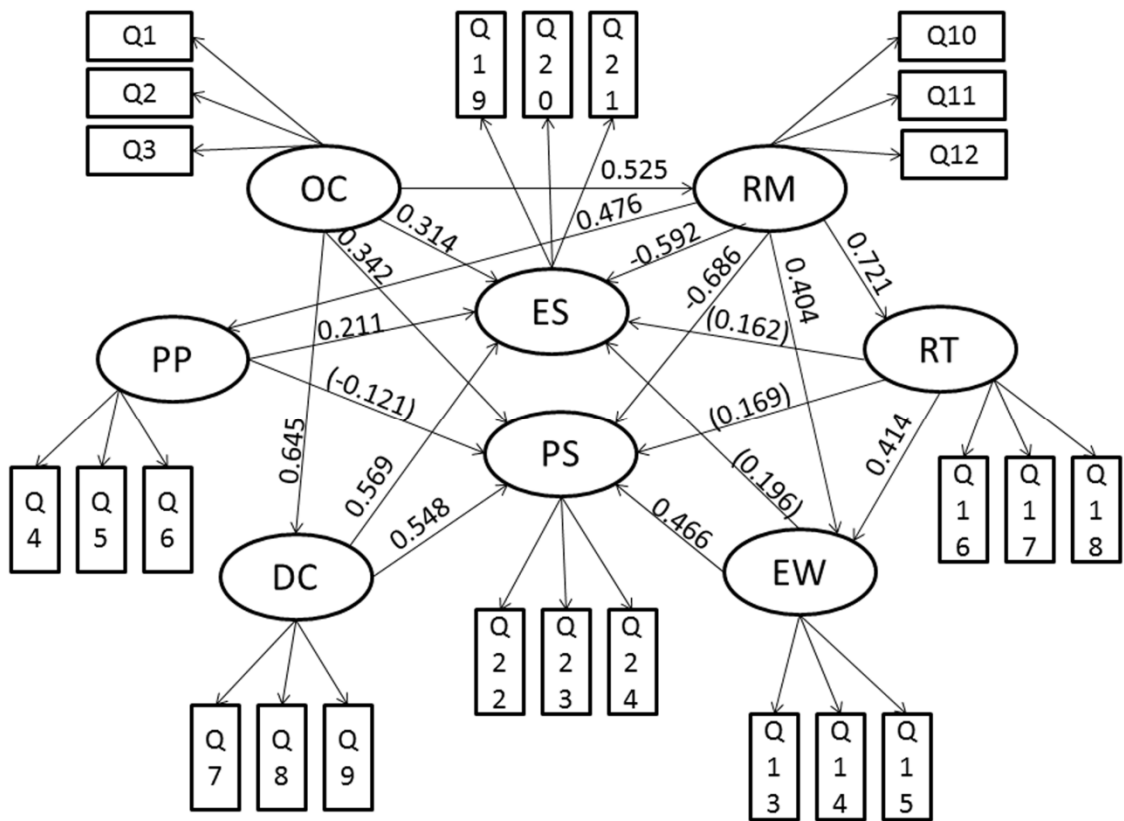 Q1
Q2
Q3
Q
1
9
Q
2
0
Q
2
1
Q10
Q11
Q12
OC
RM
0.525
0.476
0.314
0.342
-0.592
-0.686
0.404
0.721
ES
PP
RT
0.211
(0.162)
(-0.121)
(0.169)
PS
0.645
0.569
0.548
(0.196)
0.466
0.414
Q
4
Q
5
Q
6
Q
1
6
Q
1
7
Q
1
8
DC
EW
Q
2
2
Q
2
3
Q
2
4
Q
7
Q
8
Q
9
Q
1
3
Q
1
4
Q
1
5